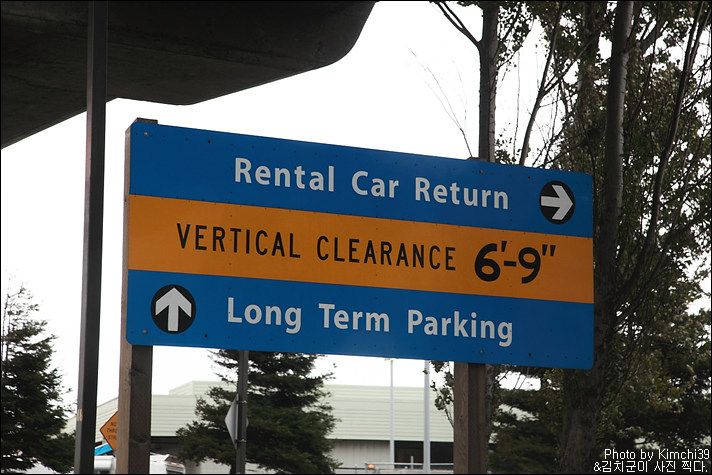 Rental Car Return
VERTICAL CLEARANCE 6'-9"
Long Term Parking
Photo by Kimchi39
&김치군이 사진 찍다.